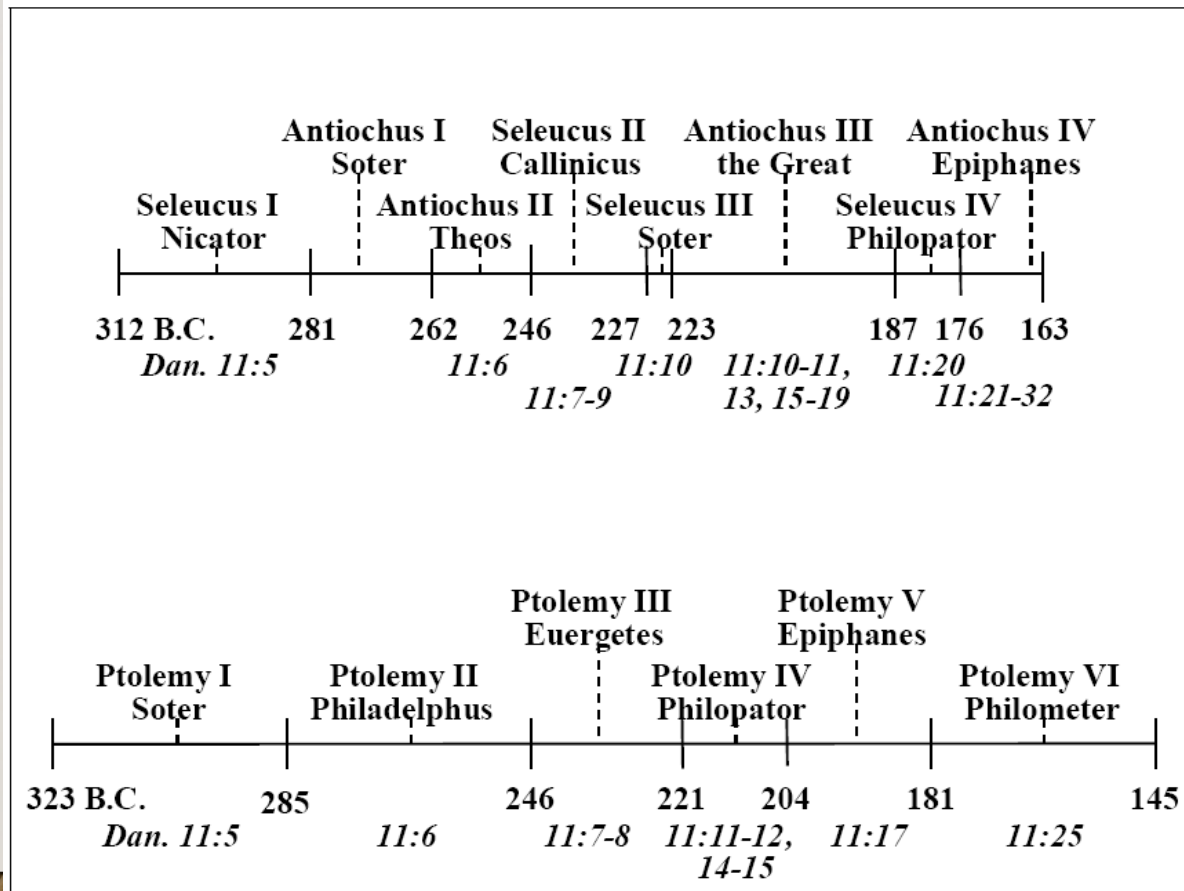 Antiochus I Seleucus II Antiochus III Antiochus IV
Soter Callinicus the Great Epiphanes
Seleucus I Antiochus II Seleucus III Seleucus IV
Nicator Theos Soter Philopator
312 B.C. 281 262 246 227 223 187 176 163
Dan. 11:5 11:6 11:10 11:10-11, 11:20
11:7-9 13, 15-19 11:21-32
Ptolemy III Ptolemy V
Euergetes Epiphanes
Ptolemy I Ptolemy II Ptolemy IV Ptolemy VI
Soter Philadelphus Philopator Philometer
323 B.C. 285 246 221 204 181 145
Dan. 11:5 11:6 11:7-8 11:11-12, 11:17 11:25
14-15